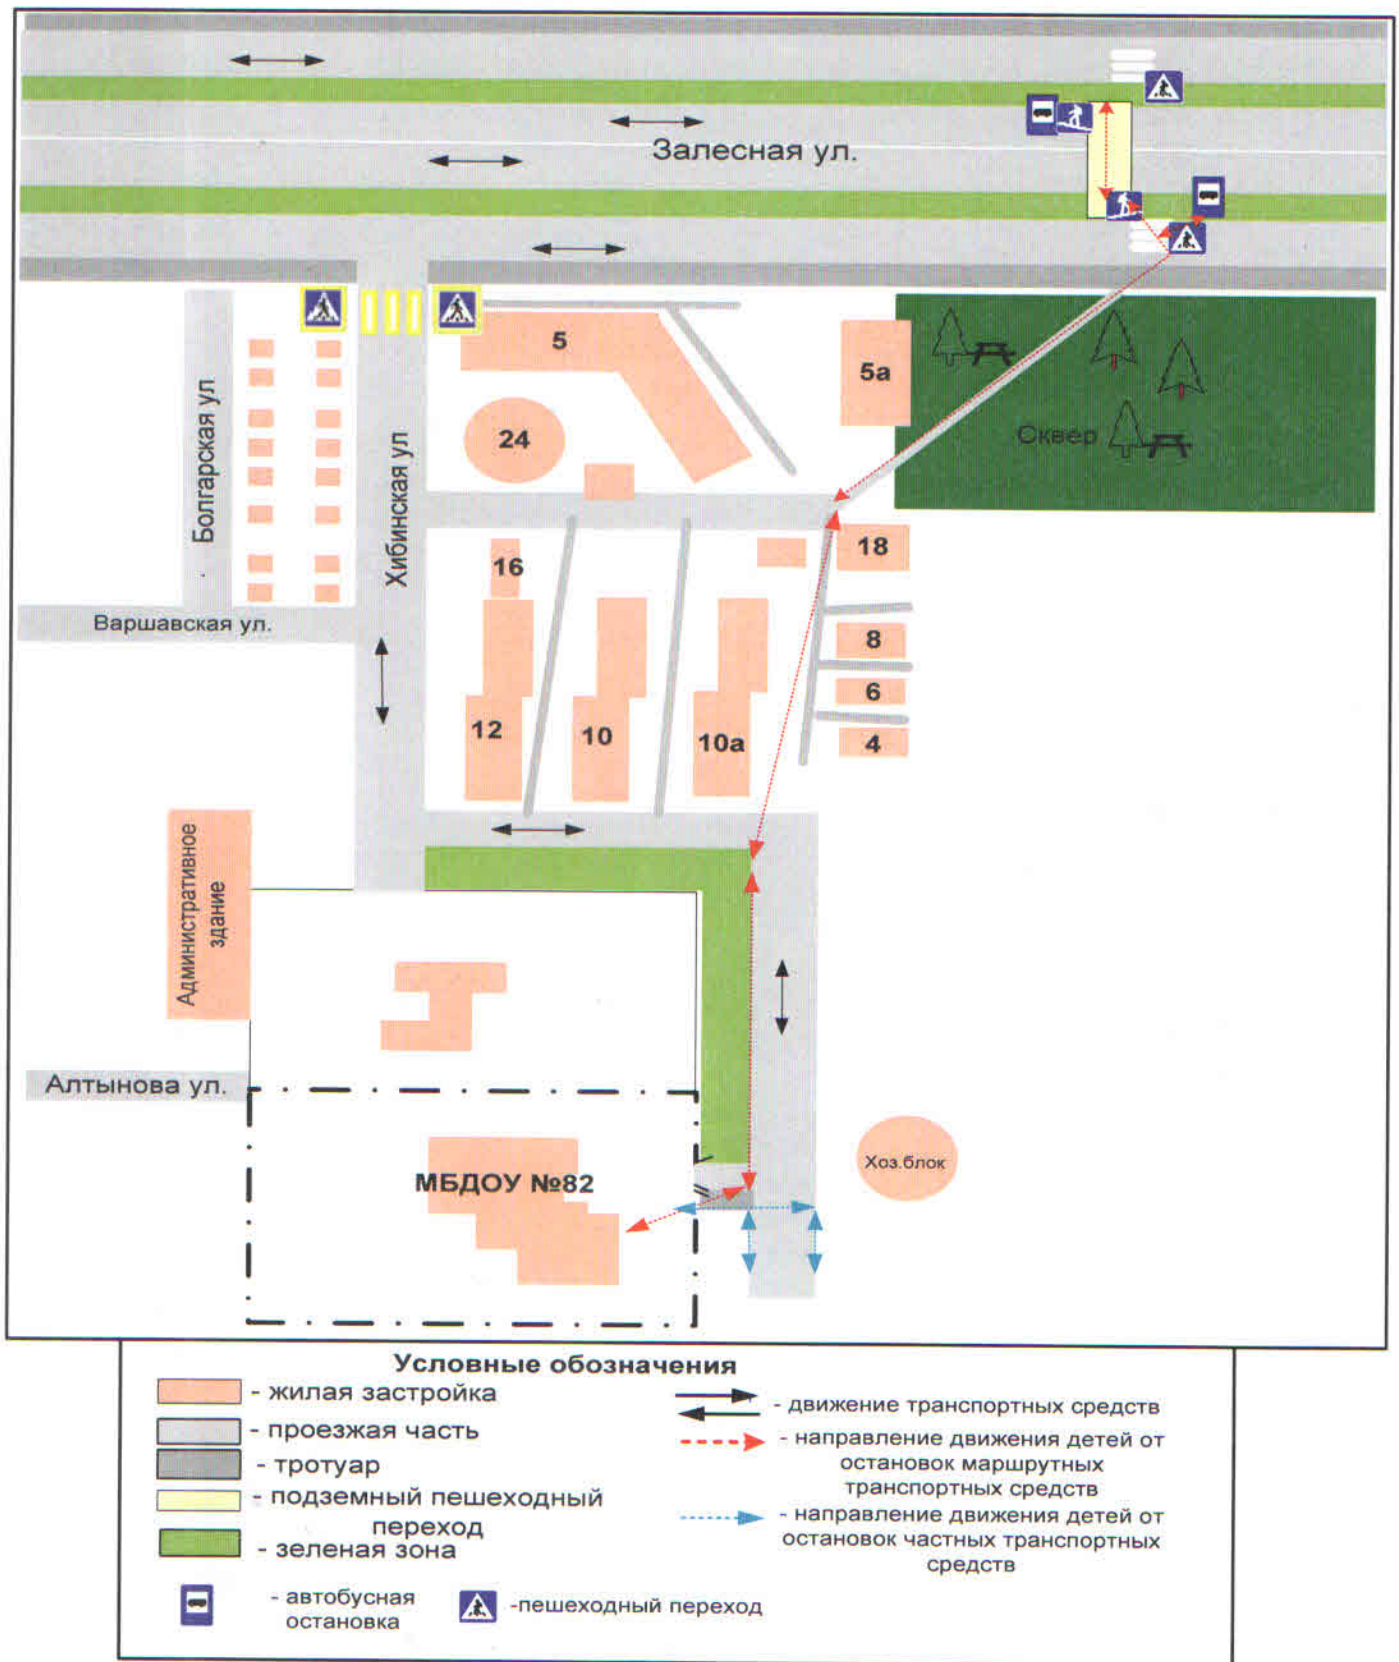 Залесная ул.
5
5а
24
Сквер
Болгарская ул
Хибинская ул
16
18
Варшавская ул.
8
6
12
10
10а
4
Административное
здание
Алтынова ул.
МБДОУ №82
Хоз.блок
Условные обозначения
- жилая застройка
- проезжая часть
- тротуар
- подземный пешеходный
переход
- зеленая зона
- автобусная
остановка
-пешеходный переход
- движение транспортных средств
- направление движения детей от
остановок маршрутных
транспортных средств
- направление движения детей от
остановок частных транспортных
средств